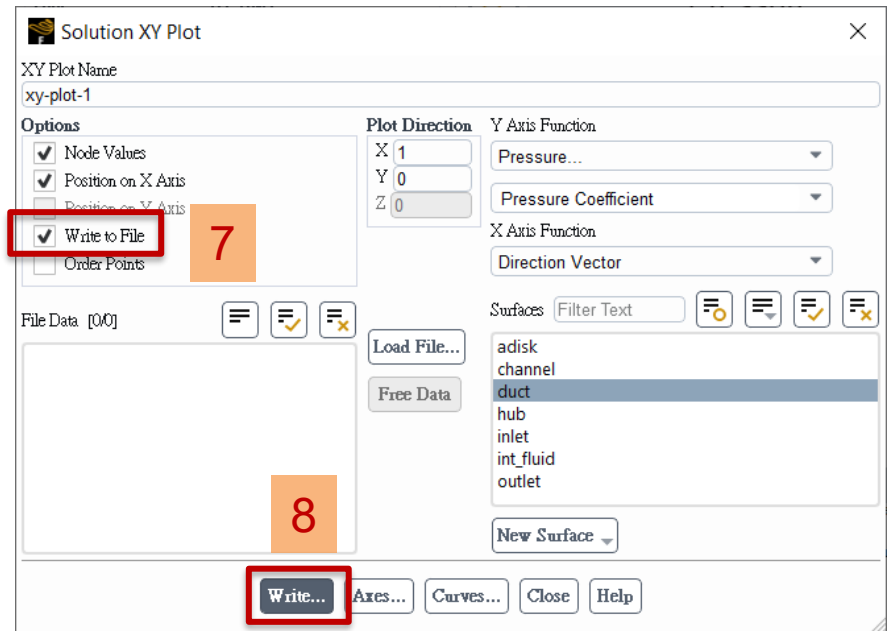 Solution XY Plot
XY Plot Name
xy-plot-1
Options
Node Values
Position on X Axis
Position on Y Axis
Write to File
Order Points
7
Plot Direction
X 1
Y 0
Z 0
Y Axis Function
Pressure...
Pressure Coefficient
X Axis Function
Direction Vector
File Data [0/0]
Load File...
Free Data
Surfaces Filter Text
adisk
channel
duct
hub
inlet
int_fluid
outlet
New Surface
8
Write... Axes... Curves... Close Help